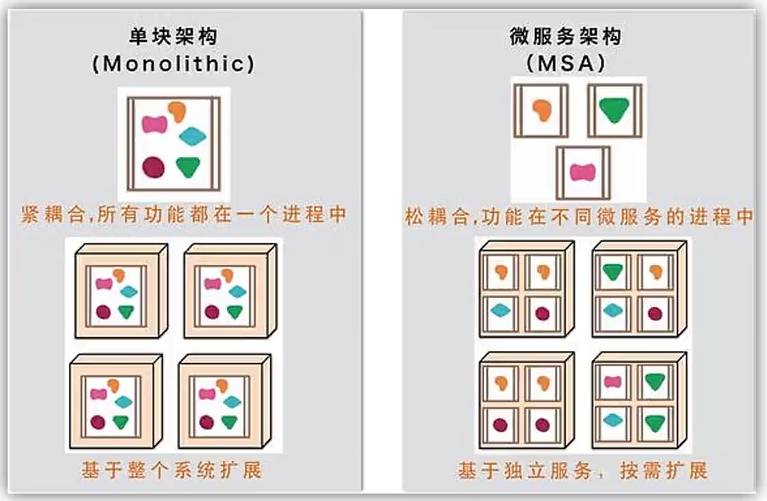 单块架构
(Monolithic)
紧耦合,所有功能都在一个进程中
基于整个系统扩展
微服务架构
(MSA)
松耦合,功能在不同微服务的进程中
基于独立服务，按需扩展